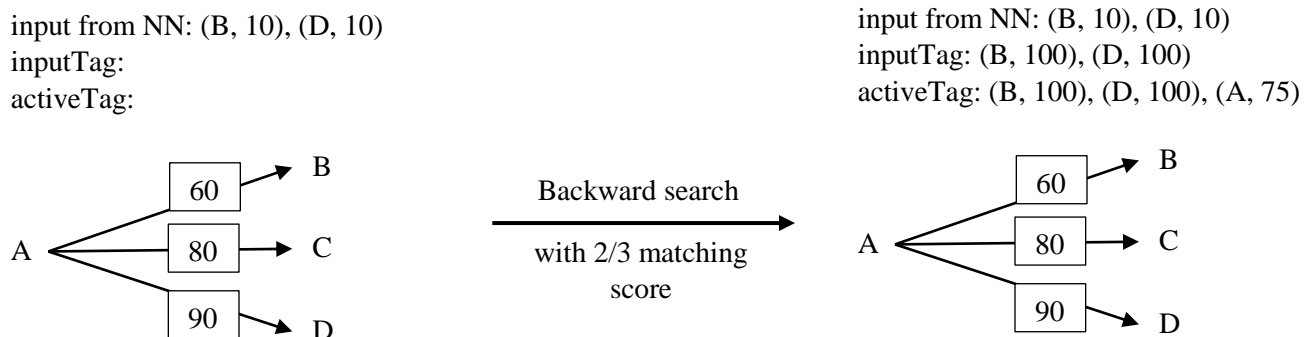 input from NN: (B, 10), (D, 10)
inputTag:
activeTag:
input from NN: (B, 10), (D, 10)
inputTag: (B, 100), (D, 100)
activeTag: (B, 100), (D, 100), (A, 75)
B
60
A
80
C
90
D
Backward search
with 2/3 matching
score
B
60
A
80
C
90
D